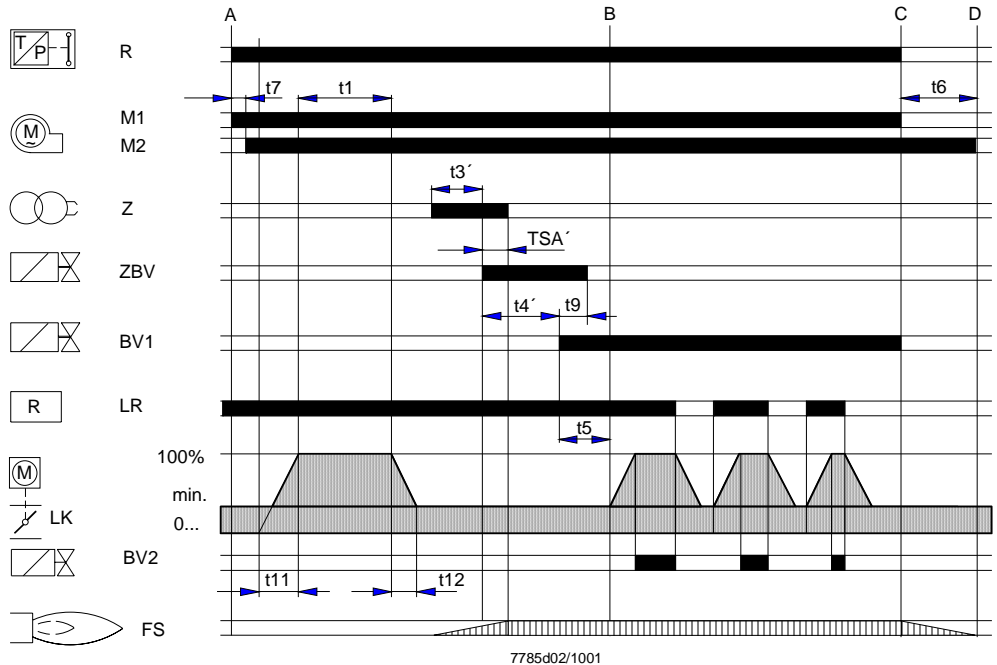 A B C D
T P R
t7 t1 t6
M1
M ~
M2
t3´
Z
TSA´
ZBV
t4´ t9
BV1
R LR
t5
100%
M
min.
LK
0...
BV2
t11 t12
FS
7785d02/1001